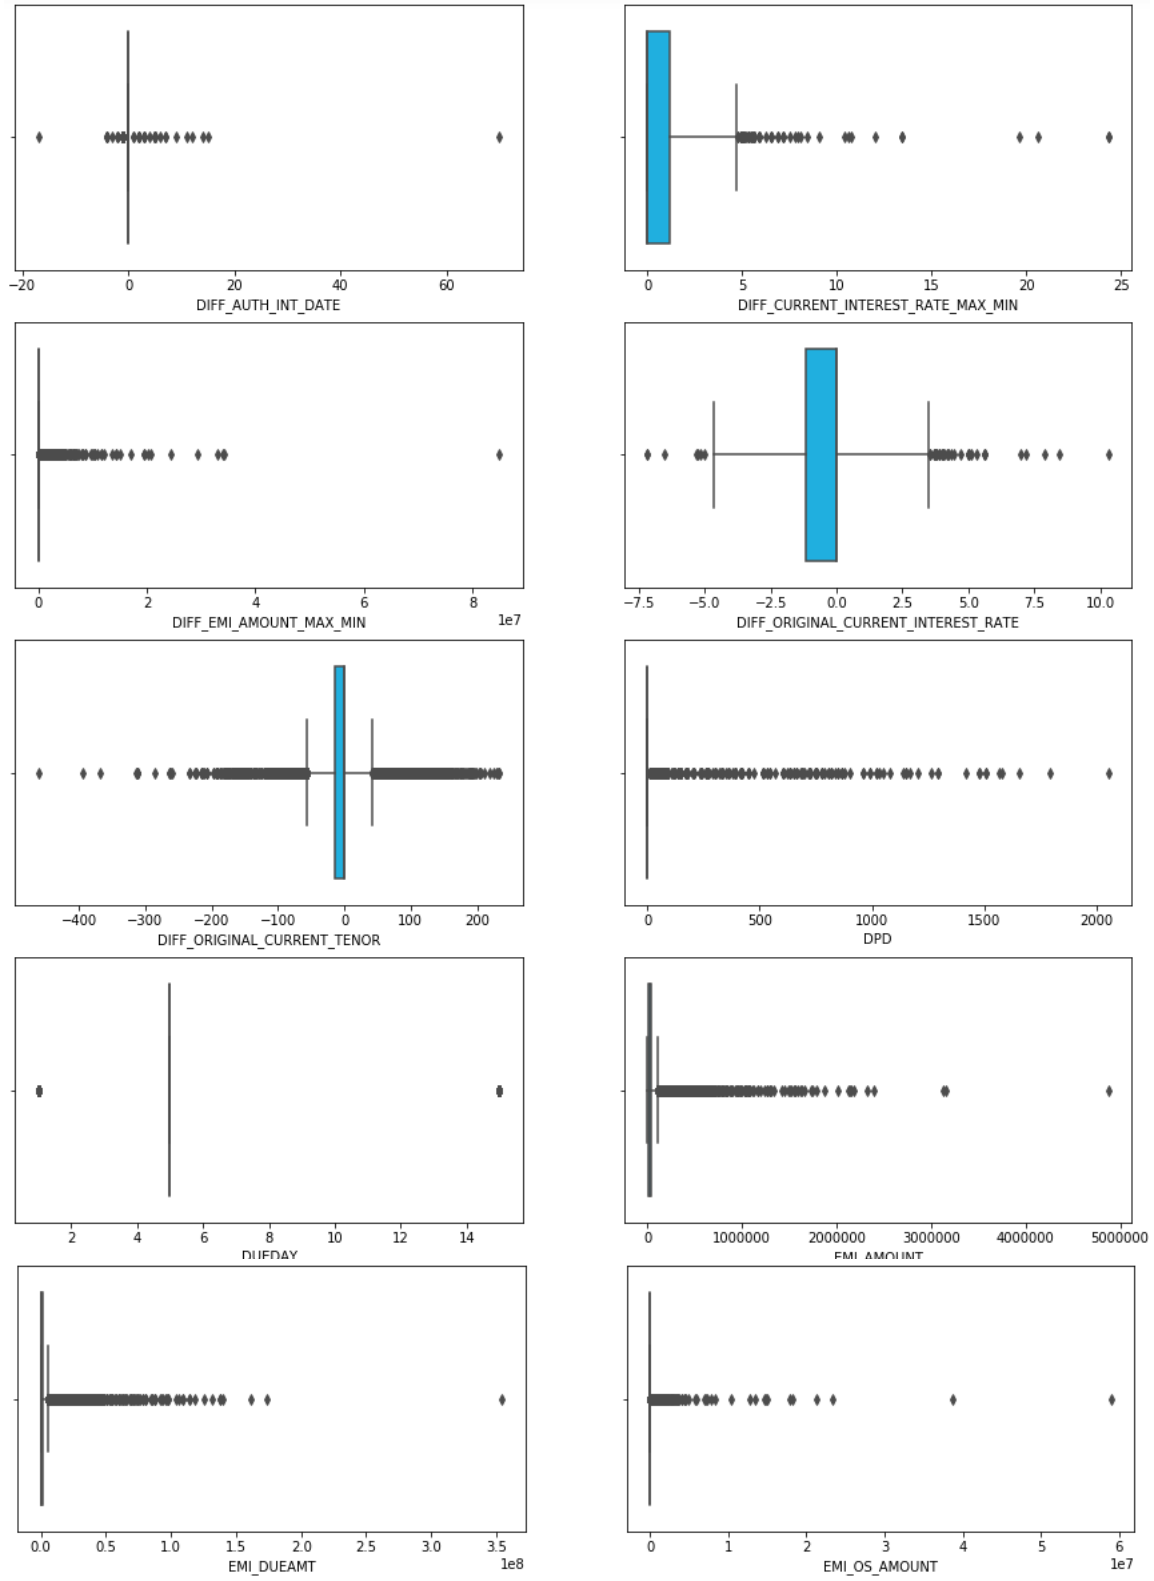 −20 0 20 40 60
DIFF_AUTH_INT_DATE
0 5 10 15 20 25
DIFF_CURRENT_INTEREST_RATE_MAX_MIN
0 2 4 6 8
1e7
DIFF_EMI_AMOUNT_MAX_MIN
−7.5 −5.0 −2.5 0.0 2.5 5.0 7.5 10.0
DIFF_ORIGINAL_CURRENT_INTEREST_RATE
−400 −300 −200 −100 0 100 200
DIFF_ORIGINAL_CURRENT_TENOR
0 500 1000 1500 2000
DPD
2 4 6 8 10 12 14
DUEDAY
0 1000000 2000000 3000000 4000000 5000000
EMI_AMOUNT
0.0 0.5 1.0 1.5 2.0 2.5 3.0 3.5
1e8
EMI_DUEAMT
0 1 2 3 4 5 6
1e7
EMI_OS_AMOUNT